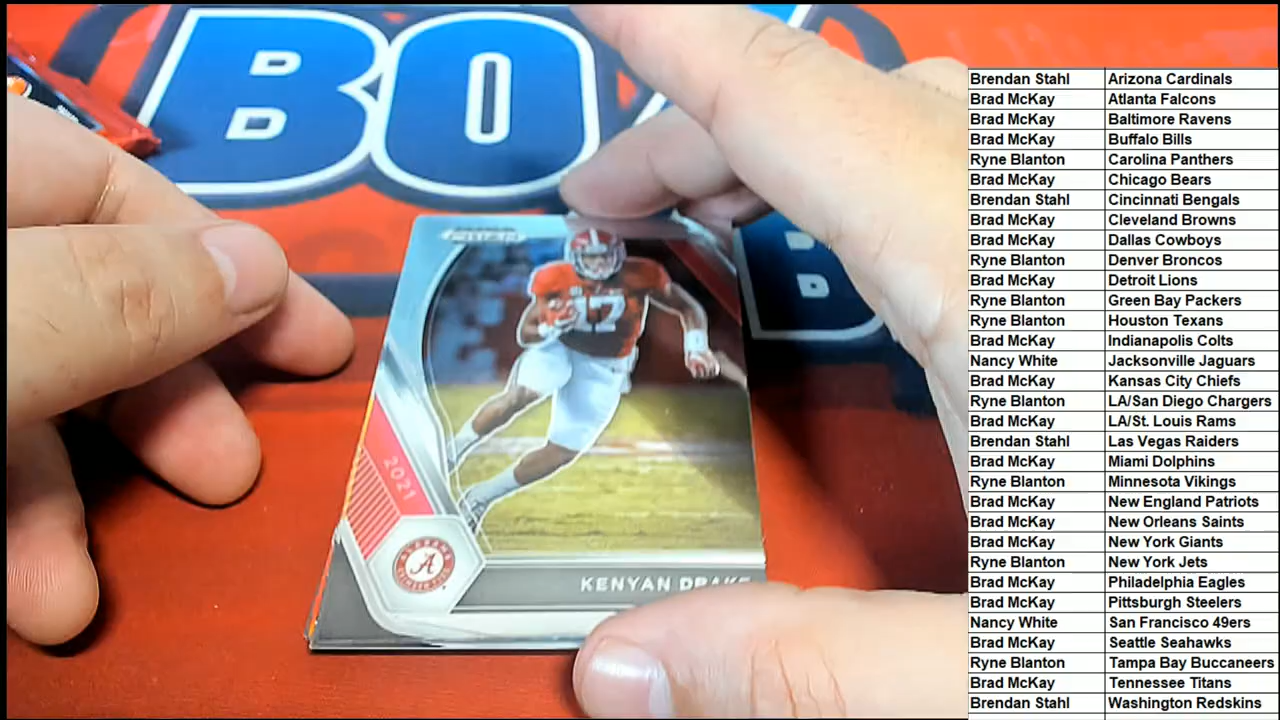 BO
B
PRIZM
17
2021
ALABAMA
A
KENYAN DRAKE
Brendan Stahl Arizona Cardinals
Brad McKay Atlanta Falcons
Brad McKay Baltimore Ravens
Brad McKay Buffalo Bills
Ryne Blanton Carolina Panthers
Brad McKay Chicago Bears
Brendan Stahl Cincinnati Bengals
Brad McKay Cleveland Browns
Brad McKay Dallas Cowboys
Ryne Blanton Denver Broncos
Brad McKay Detroit Lions
Ryne Blanton Green Bay Packers
Ryne Blanton Houston Texans
Brad McKay Indianapolis Colts
Nancy White Jacksonville Jaguars
Brad McKay Kansas City Chiefs
Ryne Blanton LA/San Diego Chargers
Brad McKay LA/St. Louis Rams
Brendan Stahl Las Vegas Raiders
Brad McKay Miami Dolphins
Ryne Blanton Minnesota Vikings
Brad McKay New England Patriots
Brad McKay New Orleans Saints
Brad McKay New York Giants
Ryne Blanton New York Jets
Brad McKay Philadelphia Eagles
Brad McKay Pittsburgh Steelers
Nancy White San Francisco 49ers
Brad McKay Seattle Seahawks
Ryne Blanton Tampa Bay Buccaneers
Brad McKay Tennessee Titans
Brendan Stahl Washington Redskins